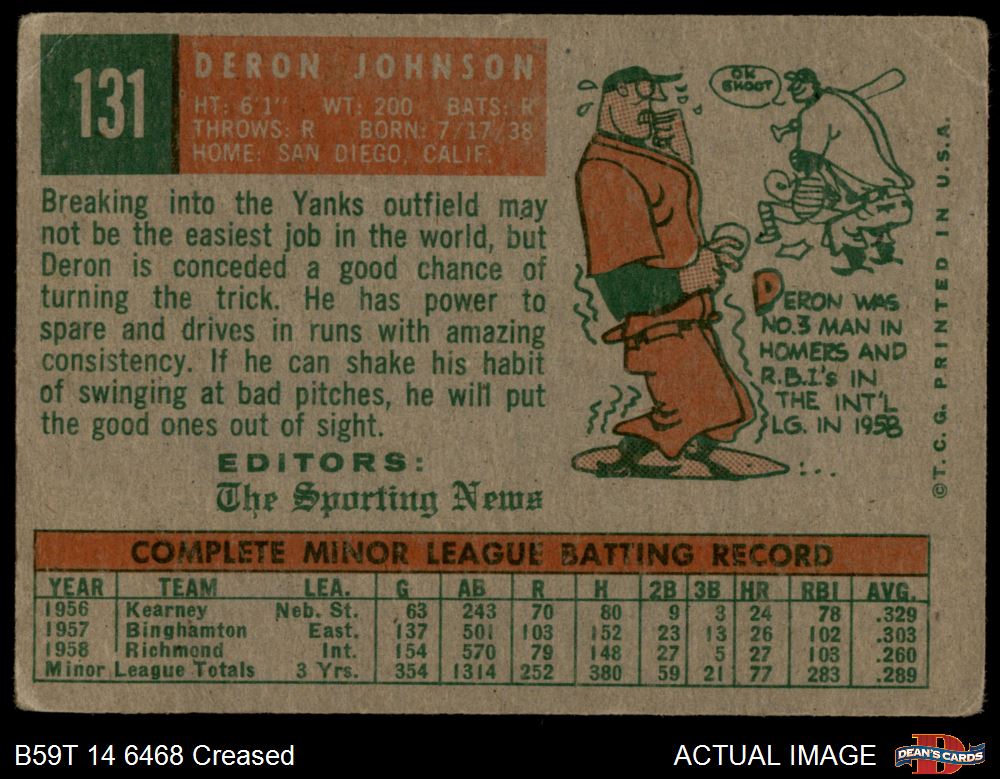 131
DERON JOHNSON
HT: 6'1" WT: 200 BATS: R
THROWS: R BORN: 7/17/38
HOME: SAN DIEGO, CALIF.
Breaking into the Yanks outfield may
not be the easiest job in the world, but
Deron is conceded a good chance of
turning the trick. He has power to
spare and drives in runs with amazing
consistency. If he can shake his habit
of swinging at bad pitches, he will put
the good ones out of sight.
EDITORS:
The Sporting News
OK
SHOOT
DERON WAS
NO.3 MAN IN
HOMERS AND
R.B.I.'s IN
THE INT'L
LG. IN 1958
©T. C. G. PRINTED IN U.S.A.
COMPLETE MINOR LEAGUE BATTING RECORD
YEAR TEAM LEA. G AB R H 2B 3B HR RBI AVG.
1956 Kearney Neb. St. 63 243 70 80 9 3 24 78 .329
1957 Binghamton East. 137 501 103 152 23 13 26 102 .303
1958 Richmond Int. 154 570 79 148 27 5 27 103 .260
Minor League Totals 3 Yrs. 354 1314 252 380 59 21 77 283 .289
B59T 14 6468 Creased
ACTUAL IMAGE
DEAN'S CARDS